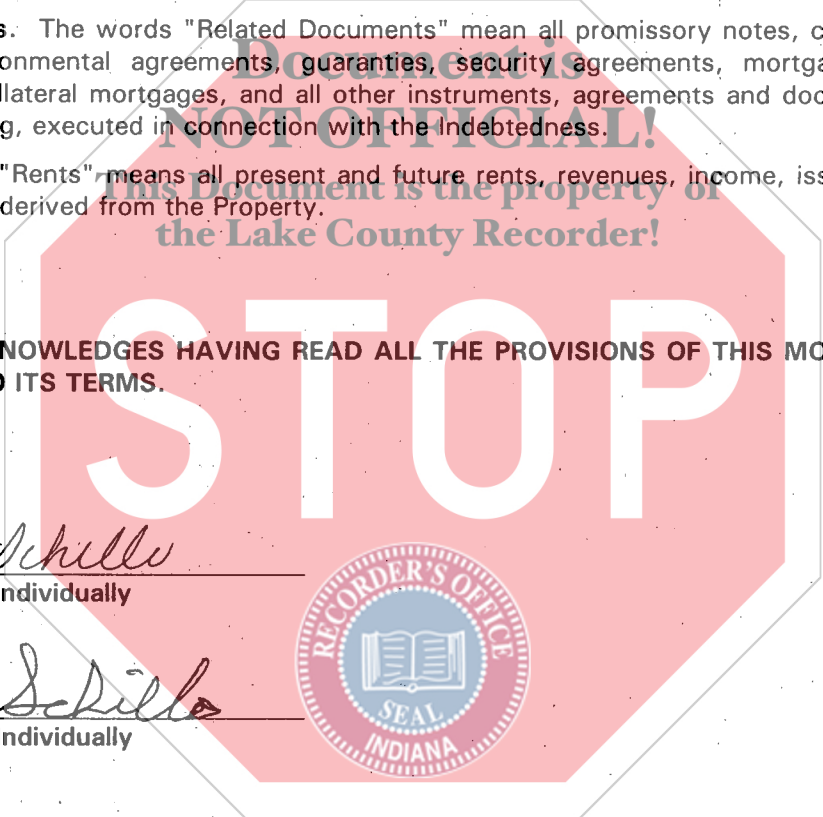 s. The words "Related Documents" mean all promissory notes, c
onmental agreements, guaranties, security agreements, mortga
llateral mortgages, and all other instruments, agreements and doc
g, executed in connection with the Indebtedness.
"Rents" means all present and future rents, revenues, income, iss
derived from the Property.
Document is
NOT OFFICIAL!
This Document is the property of
the Lake County Recorder!
STOP
NOWLEDGES HAVING READ ALL THE PROVISIONS OF THIS MO
ITS TERMS.
Schillo
ndividually
Schillo
ndividually
RECORDER'S OFFICE
SEAL
INDIANA